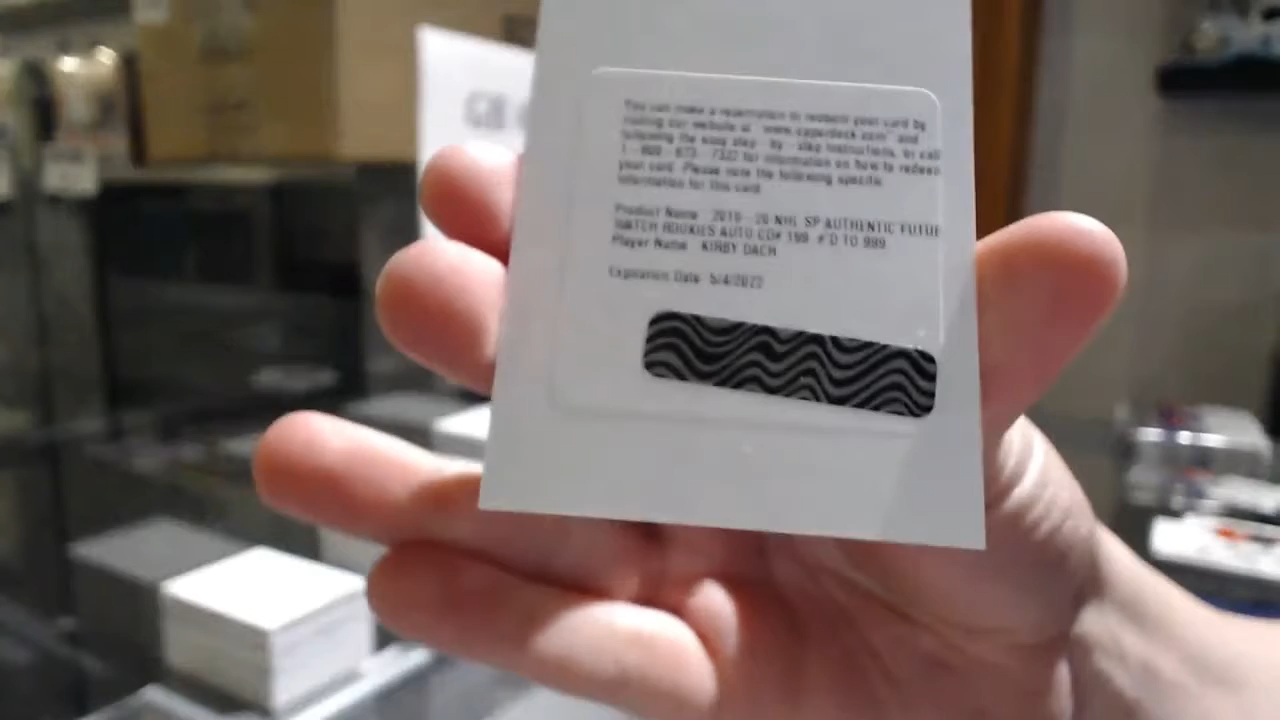 You can make a reservation to redeem your card by
visiting our website at "www.upperdeck.com" and
following the easy step - by - step instructions, or call
1 - 800 - 873 - 7332 for information on how to redeem
your card. Please note the following specific
information for this card.
Product Name 2019-20 NHL SP AUTHENTIC FUTUR
WATCH ROOKIES AUTO CD# 199 #'D TO 999
Player Name KIRBY DACH
Expiration Date 5/4/2022